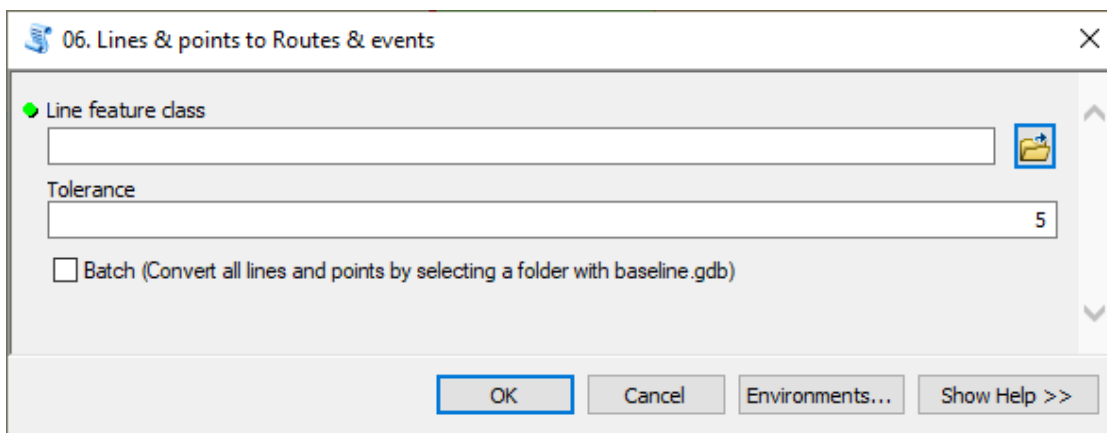 06. Lines & points to Routes & events
Line feature class
Tolerance
5
Batch (Convert all lines and points by selecting a folder with baseline.gdb)
OK Cancel Environments... Show Help >>